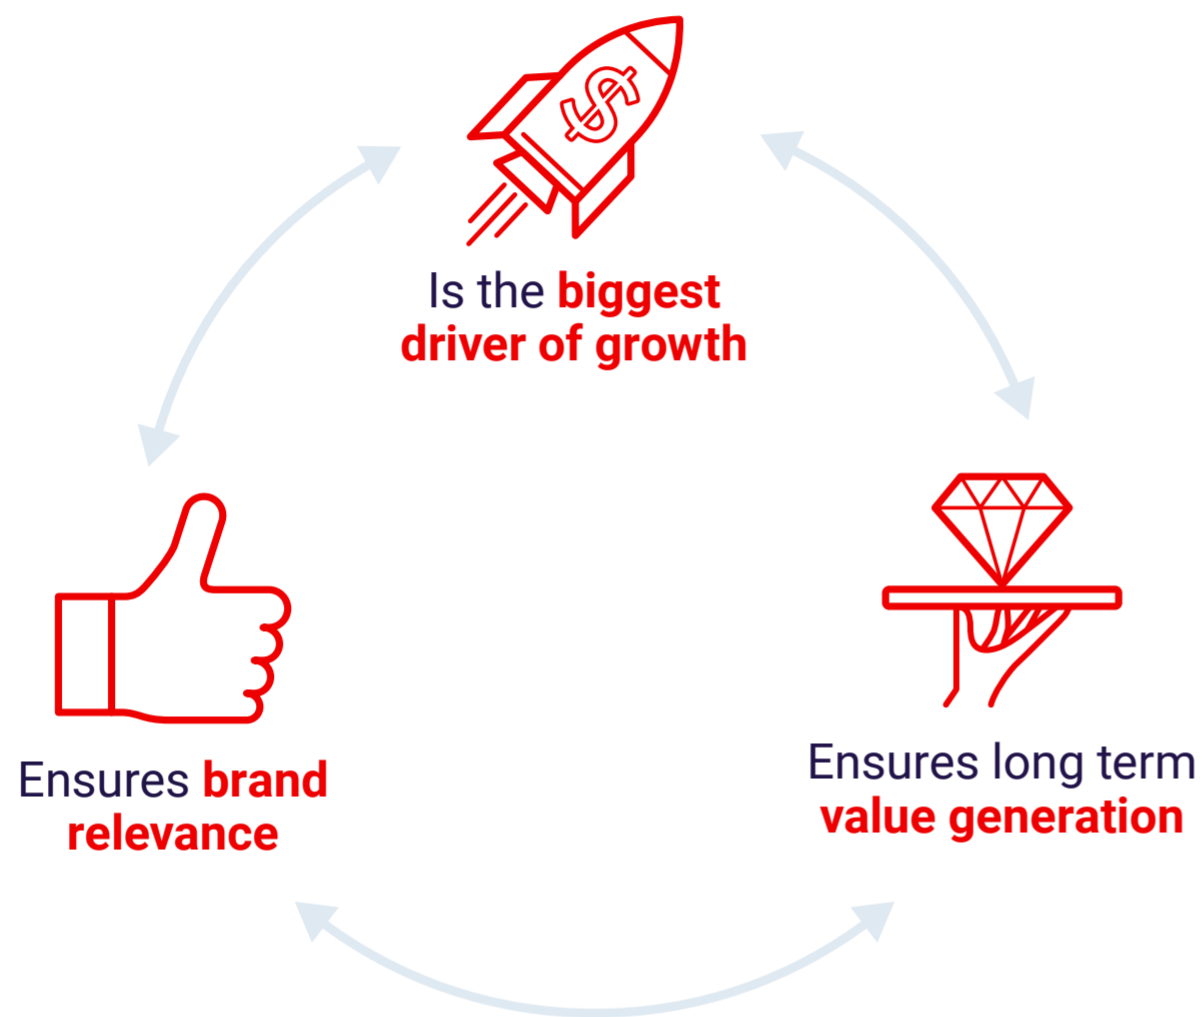 $
Is the biggest
driver of growth
Ensures brand
relevance
Ensures long term
value generation